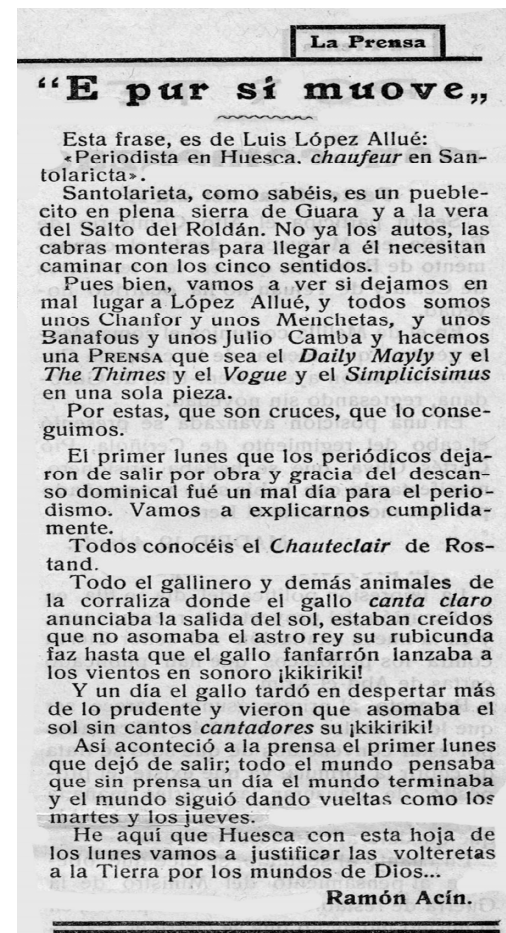 La Prensa
“E pur sí muove„
Esta frase, es de Luis López Allué:
«Periodista en Huesca. chaufeur en San-
tolaricta».
Santolarieta, como sabéis, es un pueble-
cito en plena sierra de Guara y a la vera
del Salto del Roldán. No ya los autos, las
cabras monteras para llegar a él necesitan
caminar con los cinco sentidos.
Pues bien, vamos a ver si dejamos en
mal lugar a López Allué, y todos somos
unos Chanfor y unos Menchetas, y unos
Banafous y unos Julio Camba y hacemos
una PRENSA que sea el Daily Mayly y el
The Thimes y el Vogue y el Simplicísimus
en una sola pieza.
Por estas, que son cruces, que lo conse-
guimos.
El primer lunes que los periódicos deja-
ron de salir por obra y gracia del descan-
so dominical fué un mal día para el perio-
dismo. Vamos a explicarnos cumplida-
mente.
Todos conocéis el Chauteclair de Ros-
tand.
Todo el gallinero y demás animales de
la corraliza donde el gallo canta claro
anunciaba la salida del sol, estaban creídos
que no asomaba el astro rey su rubicunda
faz hasta que el gallo fanfarrón lanzaba a
los vientos en sonoro ¡kikiriki!
Y un día el gallo tardó en despertar más
de lo prudente y vieron que asomaba el
sol sin cantos cantadores su ¡kikiriki!
Así aconteció a la prensa el primer lunes
que dejó de salir; todo el mundo pensaba
que sin prensa un día el mundo terminaba
y el mundo siguió dando vueltas como los
martes y los jueves.
He aquí que Huesca con esta hoja de
los lunes vamos a justificar las volteretas
a la Tierra por los mundos de Dios...
Ramón Acín.